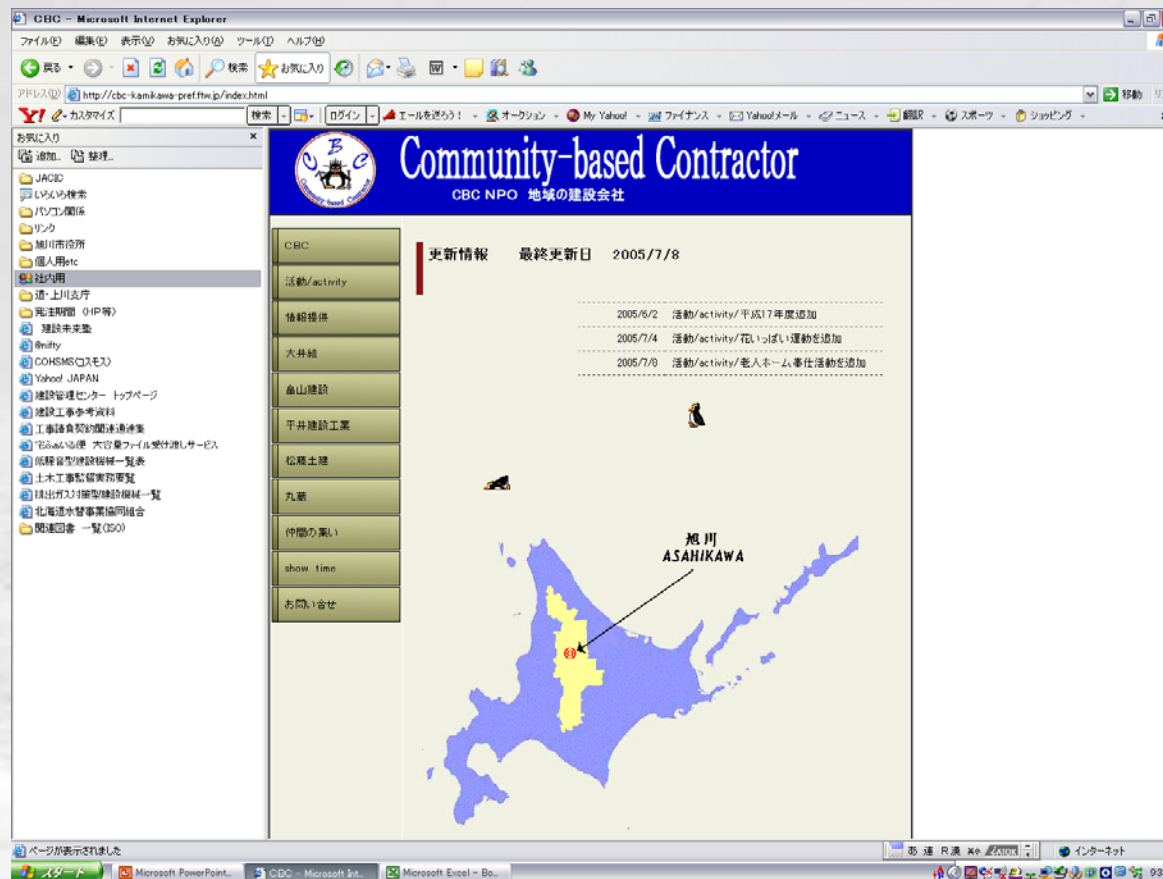 CBC - Microsoft Internet Explorer
ファイル(F) 編集(E) 表示(V) お気に入り(A) ツール(T) ヘルプ(H)
戻る 検索 お気に入り
アドレス(D) http://cbc-kamikawa-pref.ftw.jp/index.html 移動
Y! カスタマイズ 検索 ログイン エールを送ろう! オークション My Yahoo! ファイナンス Yahoo!メール ニュース 翻訳 スポーツ ショッピング
お気に入り ×
追加... 整理...
JACIC
いろいろ検索
パソコン関係
リンク
旭川市役所
個人用etc
社内用
道・上川支庁
発注期間 (HP等)
建設未来塾
@nifty
COHSMS(コスモス)
Yahoo! JAPAN
建設管理センター トップページ
建設工事参考資料
工事請負契約関連通達集
宅ふぁいる便 大容量ファイル受け渡しサービス
低騒音型建設機械一覧表
土木工事監督実務要覧
排出ガス対策型建設機械一覧
北海道水替事業協同組合
関連図書 一覧(ISO)
CBC
Community-based Contractor
Community-based Contractor
CBC NPO 地域の建設会社
CBC
活動/activity
情報提供
大井組
畠山建設
平井建設工業
松蔭土建
丸蔵
仲間の集い
show time
お問い合せ
更新情報 最終更新日 2005/7/8
2005/6/2 活動/activity/平成17年度追加
2005/7/4 活動/activity/花いっぱい運動を追加
2005/7/8 活動/activity/老人ホーム奉仕活動を追加
旭川
ASAHIKAWA
ページが表示されました
あ 連 R漢 ATOK
インターネット
スタート
Microsoft PowerPoint...
CBC - Microsoft Int...
Microsoft Excel - Bo...